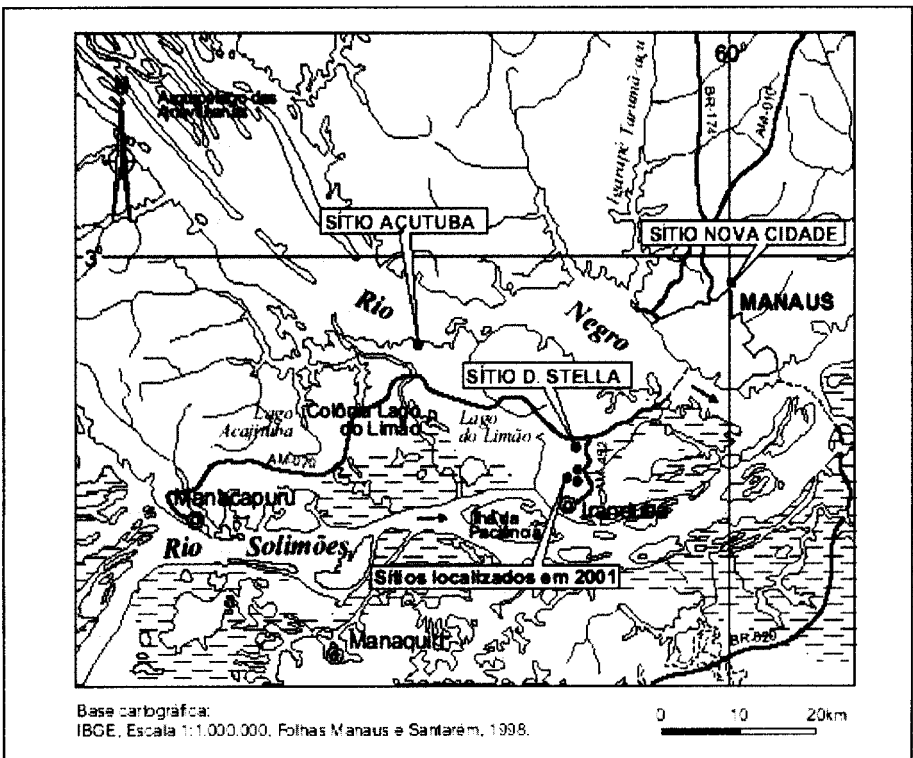 60°
Arquipélago das
Anavilhanas
Igarapé Tarumã-açu
BR-174
AM-010
SÍTIO AÇUTUBA
SÍTIO NOVA CIDADE
3°
Rio
Negro
MANAUS
SÍTIO D. STELLA
Lago
Acajituba
Colônia Lago
do Limão
Lago
do Limão
AM-070
AM-452
Manacapuru
Iranduba
Ilha da
Paciência
Rio Solimões
Sítios localizados em 2001
Manaquiri
Base cartográfica:
IBGE, Escala 1:1.000.000, Folhas Manaus e Santarém, 1998.
0 10 20km